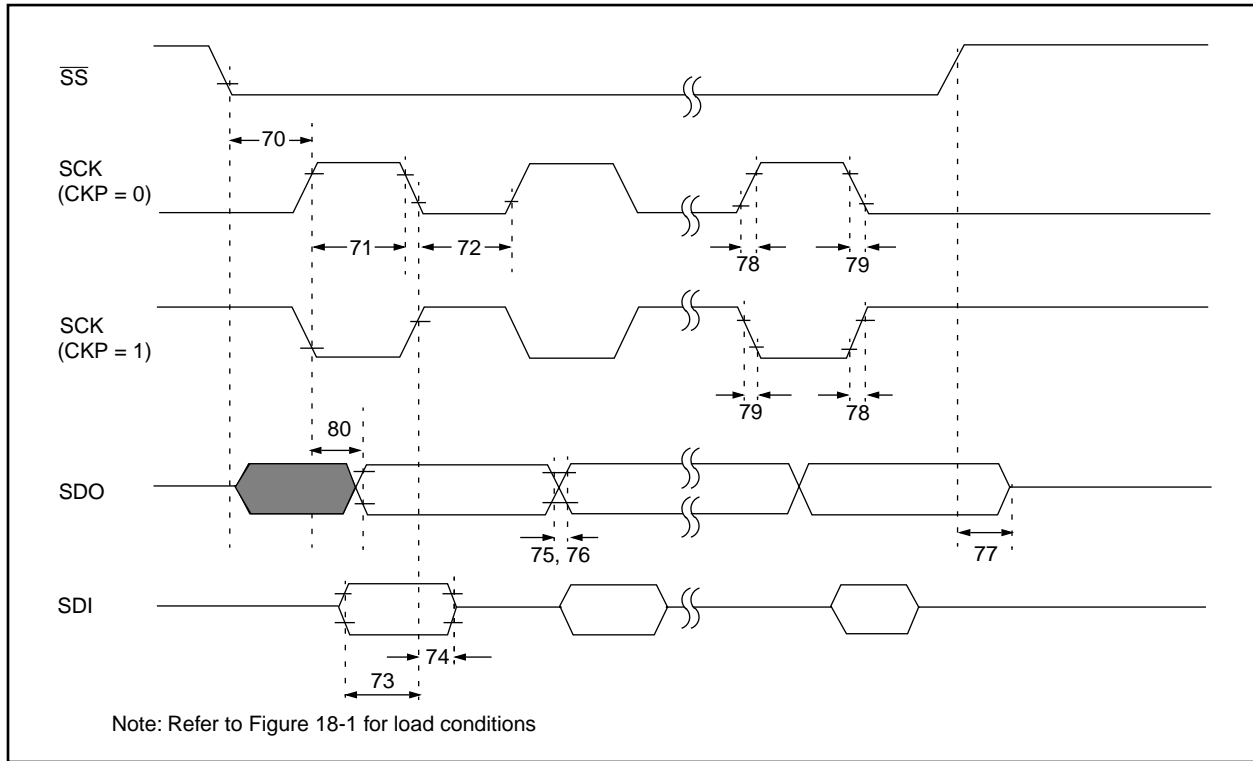 SS
70
SCK
(CKP = 0)
71
72
78
79
SCK
(CKP = 1)
79
78
80
SDO
75, 76
77
SDI
74
73
Note: Refer to Figure 18-1 for load conditions